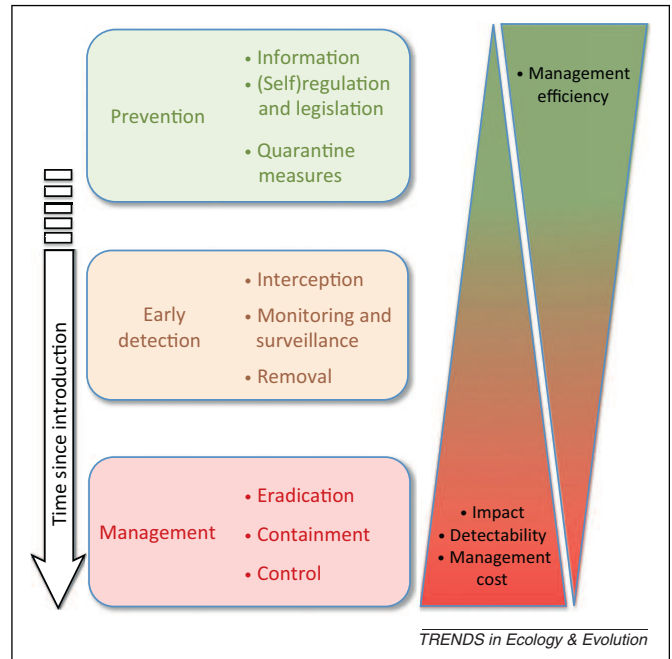 Prevention
• Information
• (Self)regulation
and legislation
• Quarantine
measures
Early
detection
• Interception
• Monitoring and
surveillance
• Removal
Management
• Eradication
• Containment
• Control
Time since introduction
• Management
efficiency
• Impact
• Detectability
• Management
cost
TRENDS in Ecology & Evolution